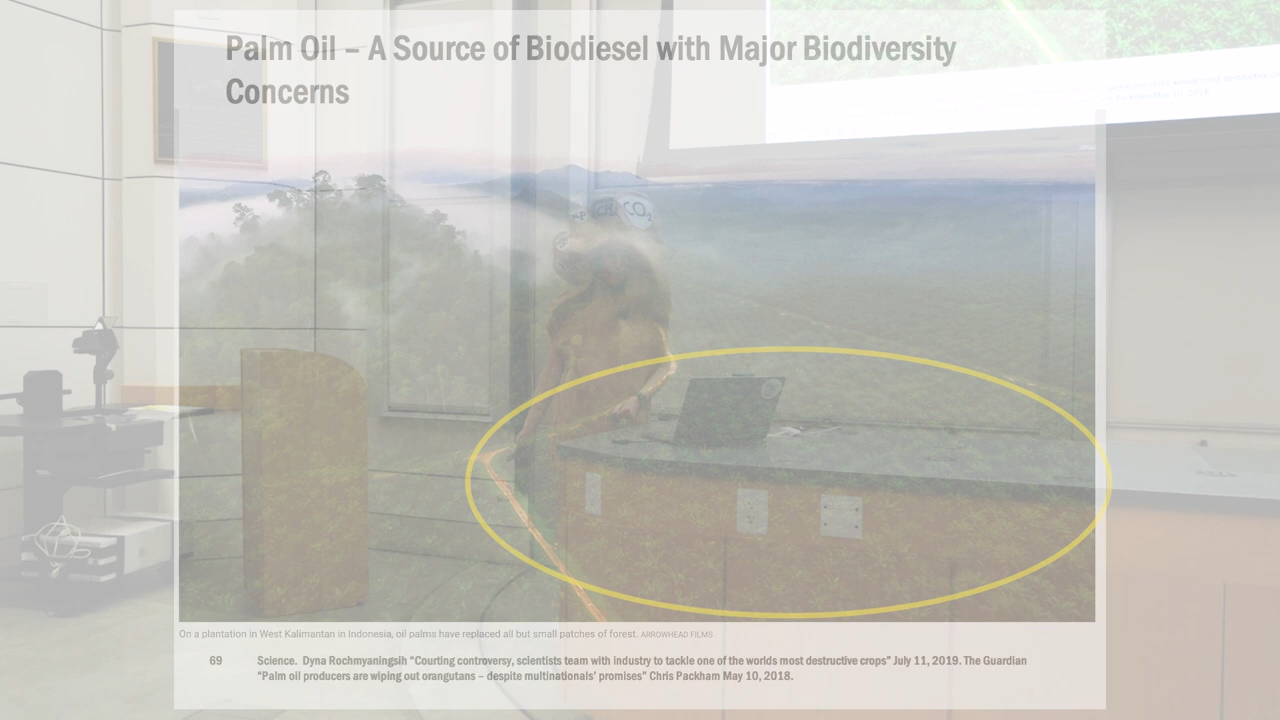 Palm Oil – A Source of Biodiesel with Major Biodiversity
Concerns
CO₂
On a plantation in West Kalimantan in Indonesia, oil palms have replaced all but small patches of forest. ARROWHEAD FILMS
69 Science. Dyna Rochmyaningsih “Courting controversy, scientists team with industry to tackle one of the worlds most destructive crops” July 11, 2019. The Guardian
“Palm oil producers are wiping out orangutans – despite multinationals’ promises” Chris Packham May 10, 2018.